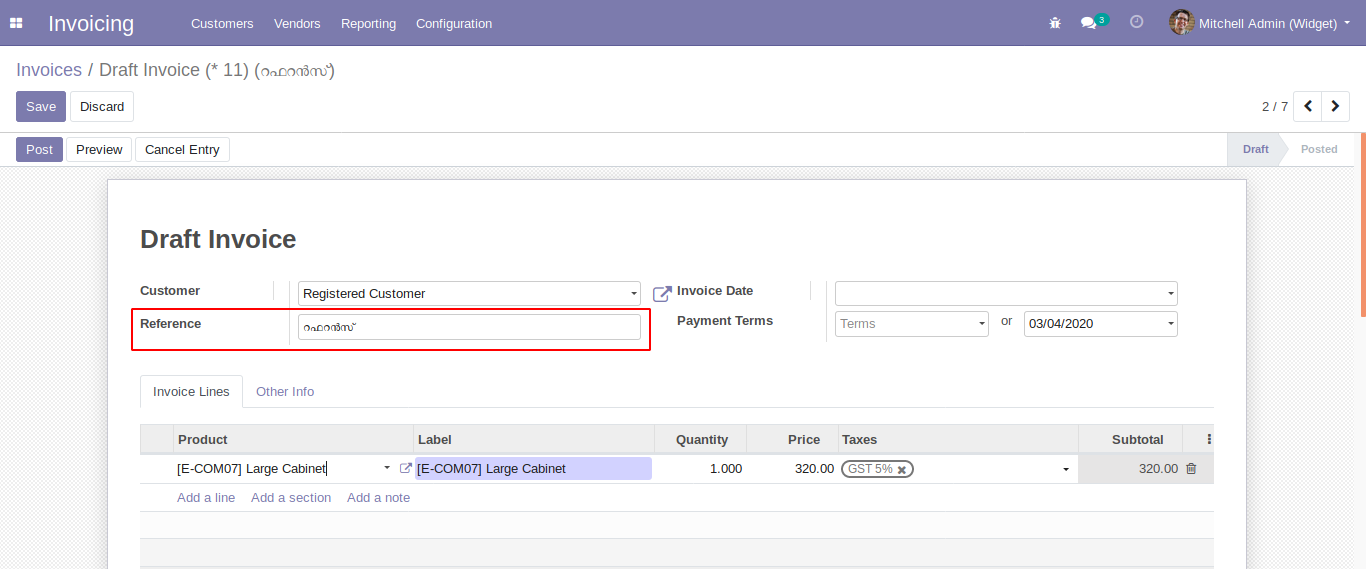 Invoicing Customers Vendors Reporting Configuration 3 Mitchell Admin (Widget)
Invoices / Draft Invoice (* 11) (റഫറൻസ്)
Save Discard 2 / 7
Post Preview Cancel Entry Draft Posted
Draft Invoice
Customer Registered Customer Invoice Date
Reference റഫറൻസ് Payment Terms Terms or 03/04/2020
Invoice Lines Other Info
Product Label Quantity Price Taxes Subtotal
[E-COM07] Large Cabinet [E-COM07] Large Cabinet 1.000 320.00 GST 5% 320.00
Add a line Add a section Add a note